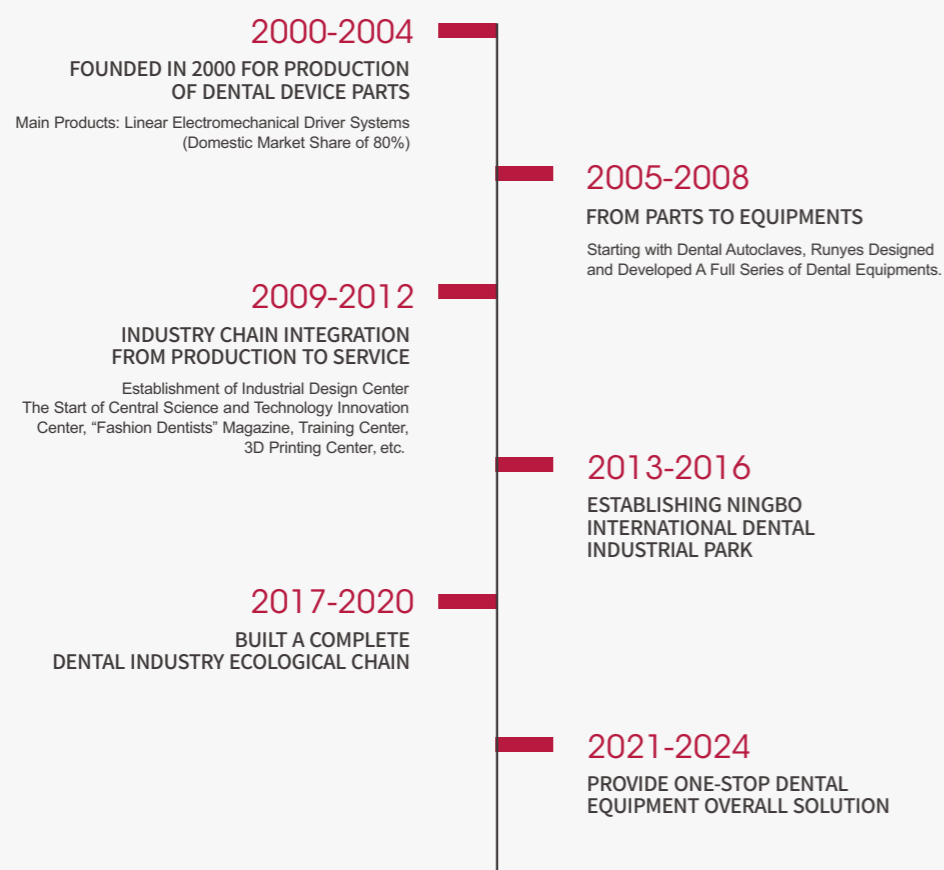 2000-2004
FOUNDED IN 2000 FOR PRODUCTION
OF DENTAL DEVICE PARTS
Main Products: Linear Electromechanical Driver Systems
(Domestic Market Share of 80%)
2005-2008
FROM PARTS TO EQUIPMENTS
Starting with Dental Autoclaves, Runyes Designed
and Developed A Full Series of Dental Equipments.
2009-2012
INDUSTRY CHAIN INTEGRATION
FROM PRODUCTION TO SERVICE
Establishment of Industrial Design Center
The Start of Central Science and Technology Innovation
Center, “Fashion Dentists” Magazine, Training Center,
3D Printing Center, etc.
2013-2016
ESTABLISHING NINGBO
INTERNATIONAL DENTAL
INDUSTRIAL PARK
2017-2020
BUILT A COMPLETE
DENTAL INDUSTRY ECOLOGICAL CHAIN
2021-2024
PROVIDE ONE-STOP DENTAL
EQUIPMENT OVERALL SOLUTION